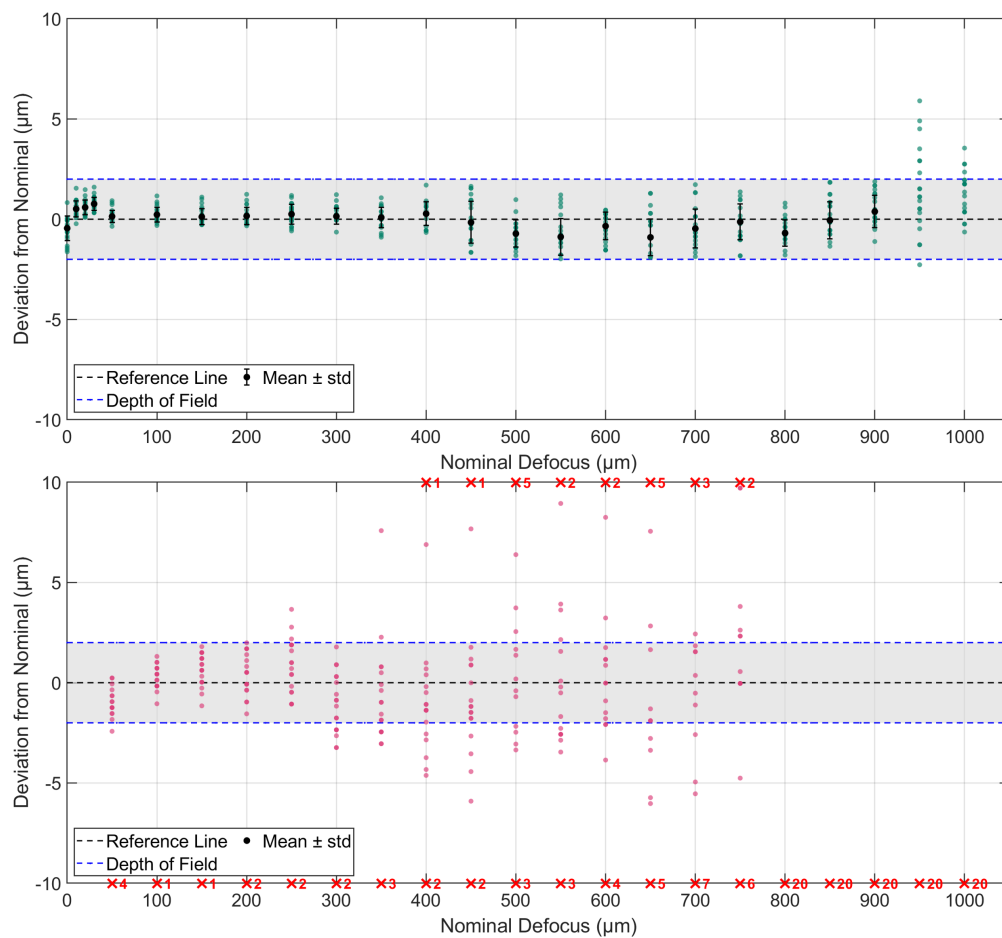 10
5
0
-5
-10
Deviation from Nominal (µm)
Reference Line
Mean ± std
Depth of Field
0 100 200 300 400 500 600 700 800 900 1000
Nominal Defocus (µm)
1 1 5 2 2 5 3 2
10
5
0
-5
-10
Deviation from Nominal (µm)
Reference Line
Mean ± std
Depth of Field
4 1 1 2 2 2 3 2 2 3 3 4 5 7 6 20 20 20 20 20
0 100 200 300 400 500 600 700 800 900 1000
Nominal Defocus (µm)